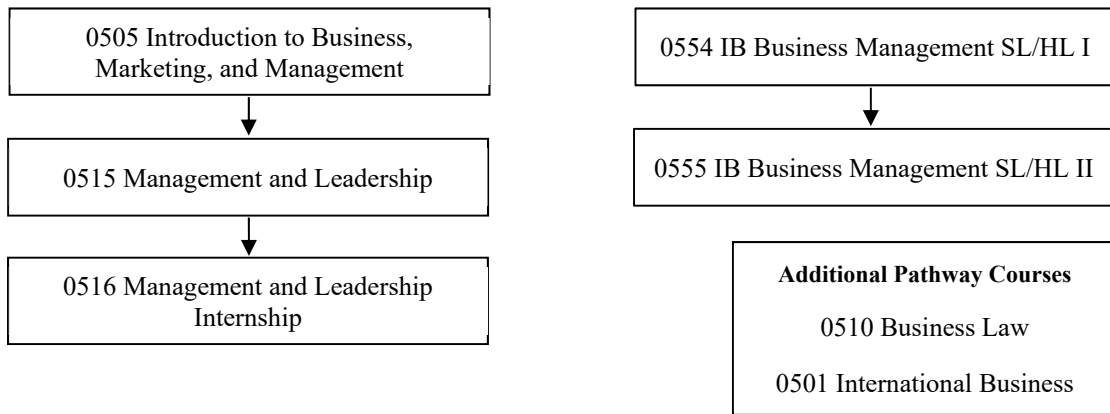 0505 Introduction to Business,
Marketing, and Management
0515 Management and Leadership
0516 Management and Leadership
Internship
0554 IB Business Management SL/HL I
0555 IB Business Management SL/HL II
Additional Pathway Courses
0510 Business Law
0501 International Business